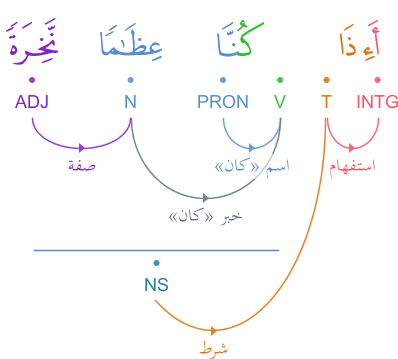 أَءِذَا كُنَّا عِظَـٰمًا نَّخِرَةً
ADJ N PRON V T INTG
استفهام اسم «كان» صفة
خبر «كان»
NS
شرط